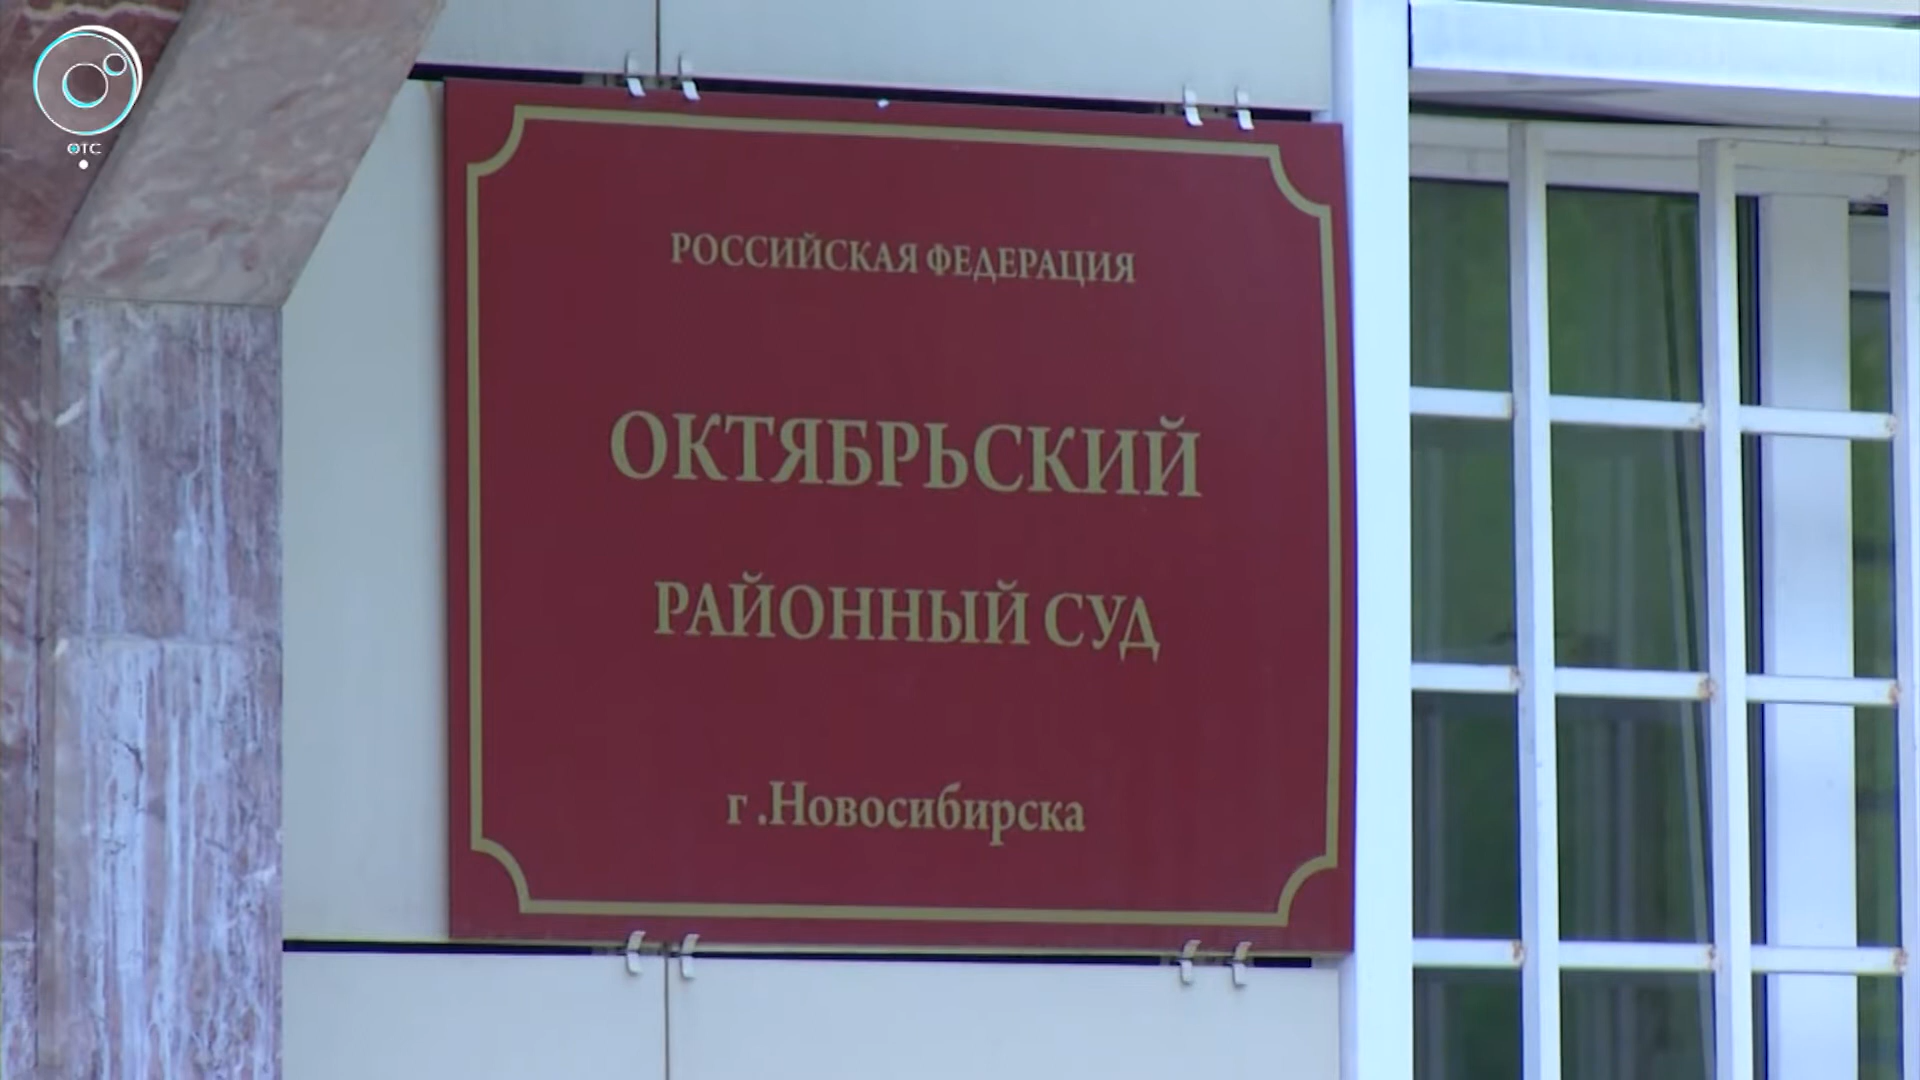 ОТС
РОССИЙСКАЯ ФЕДЕРАЦИЯ
ОКТЯБРЬСКИЙ
РАЙОННЫЙ СУД
г .Новосибирска